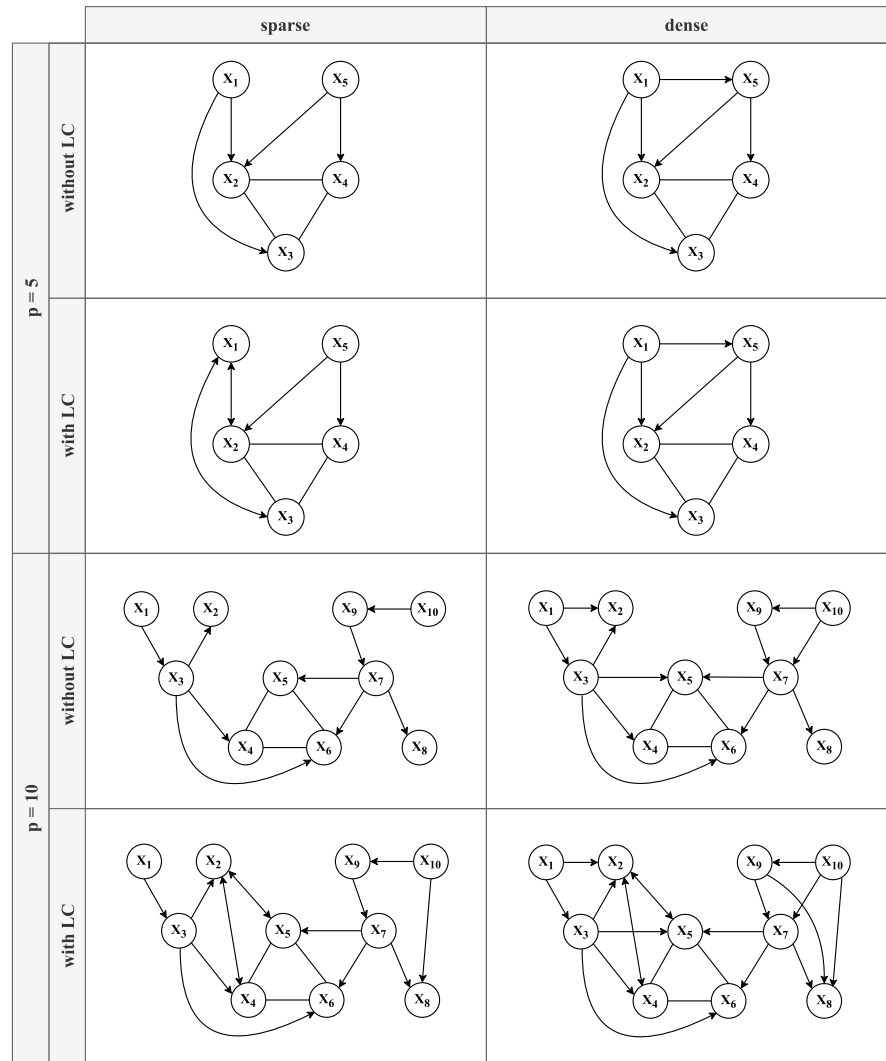 sparse
dense
p = 5
without LC
X1
X5
X2
X4
X3
X1
X5
X2
X4
X3
with LC
X1
X5
X2
X4
X3
X1
X5
X2
X4
X3
p = 10
without LC
X1
X2
X9
X10
X3
X5
X7
X4
X6
X8
X1
X2
X9
X10
X3
X5
X7
X4
X6
X8
with LC
X1
X2
X9
X10
X3
X5
X7
X4
X6
X8
X1
X2
X9
X10
X3
X5
X7
X4
X6
X8